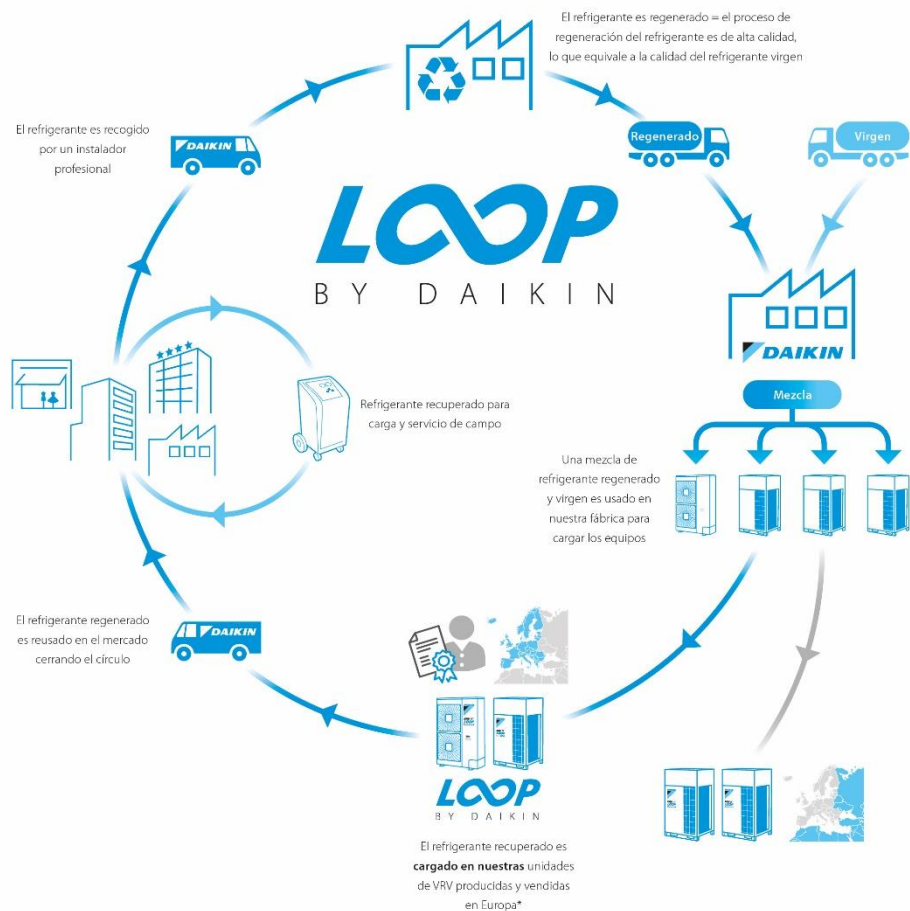 El refrigerante es regenerado = el proceso de
regeneración del refrigerante es de alta calidad,
lo que equivale a la calidad del refrigerante virgen
El refrigerante es recogido
por un instalador
profesional
DAIKIN
Regenerado
Virgen
LOOP
BY DAIKIN
DAIKIN
Mezcla
Refrigerante recuperado para
carga y servicio de campo
Una mezcla de
refrigerante regenerado
y virgen es usado en
nuestra fábrica para
cargar los equipos
El refrigerante regenerado
es reusado en el mercado
cerrando el círculo
DAIKIN
LOOP
BY DAIKIN
El refrigerante recuperado es
cargado en nuestras unidades
de VRV producidas y vendidas
en Europa*